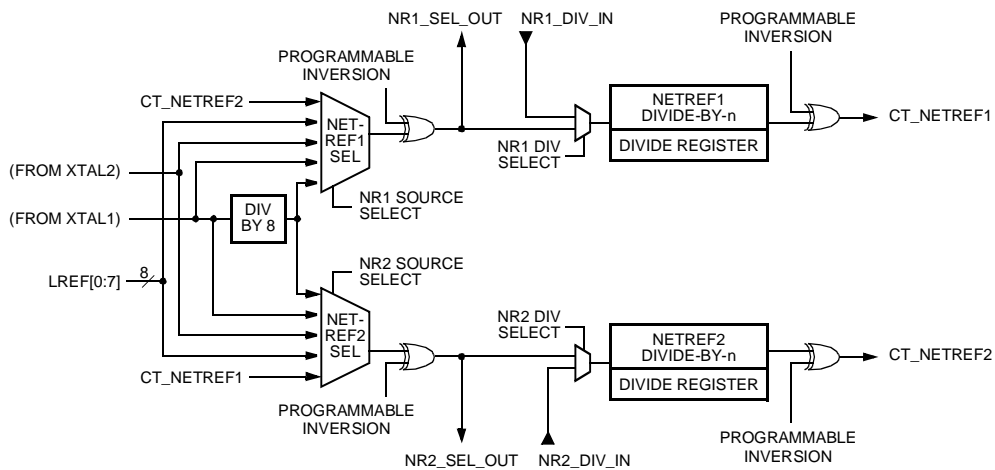 NR1_SEL_OUT
NR1_DIV_IN
PROGRAMMABLE
INVERSION
PROGRAMMABLE
INVERSION
CT_NETREF2
NET-
REF1
SEL
NETREF1
DIVIDE-BY-n
DIVIDE REGISTER
CT_NETREF1
NR1 DIV
SELECT
(FROM XTAL2)
NR1 SOURCE
SELECT
(FROM XTAL1)
DIV
BY 8
LREF[0:7]
8
NR2 SOURCE
SELECT
NET-
REF2
SEL
NR2 DIV
SELECT
NETREF2
DIVIDE-BY-n
DIVIDE REGISTER
CT_NETREF2
CT_NETREF1
PROGRAMMABLE
INVERSION
PROGRAMMABLE
INVERSION
NR2_SEL_OUT
NR2_DIV_IN